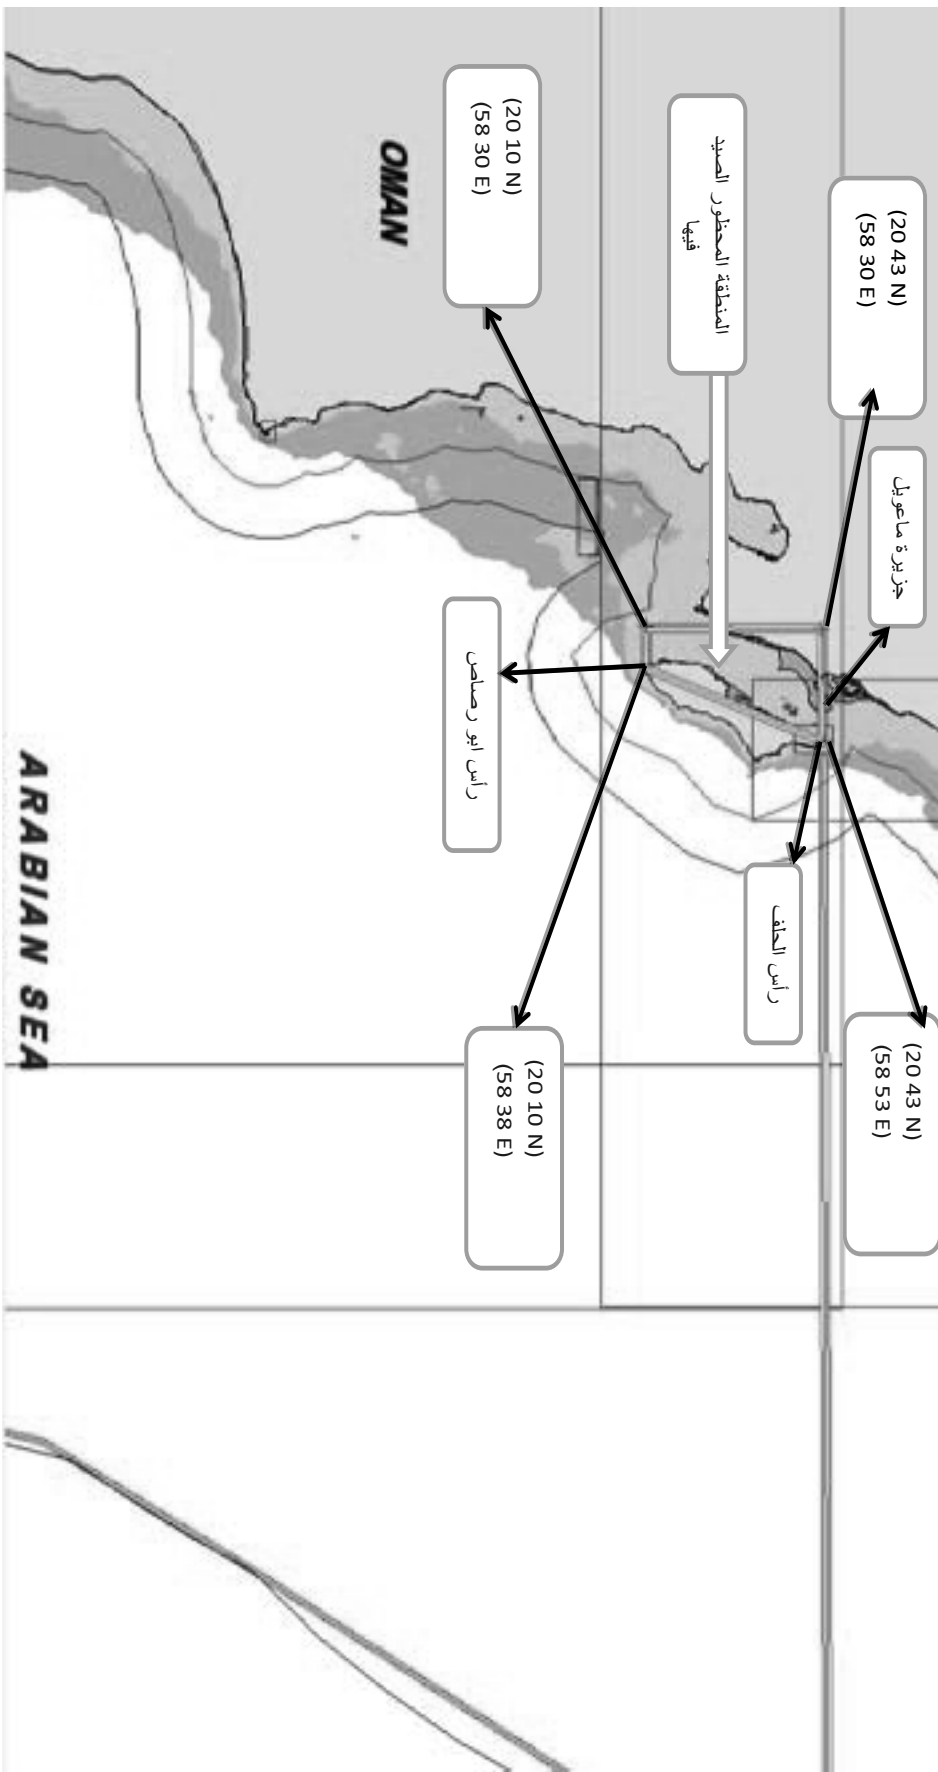 (20 43 N)
(58 30 E)
جزيرة ماعويل
(20 43 N)
(58 53 E)
المنطقة المحظور الصيد
فيها
رأس الحلف
(20 10 N)
(58 30 E)
رأس ابو رصاص
(20 10 N)
(58 38 E)
OMAN
ARABIAN SEA